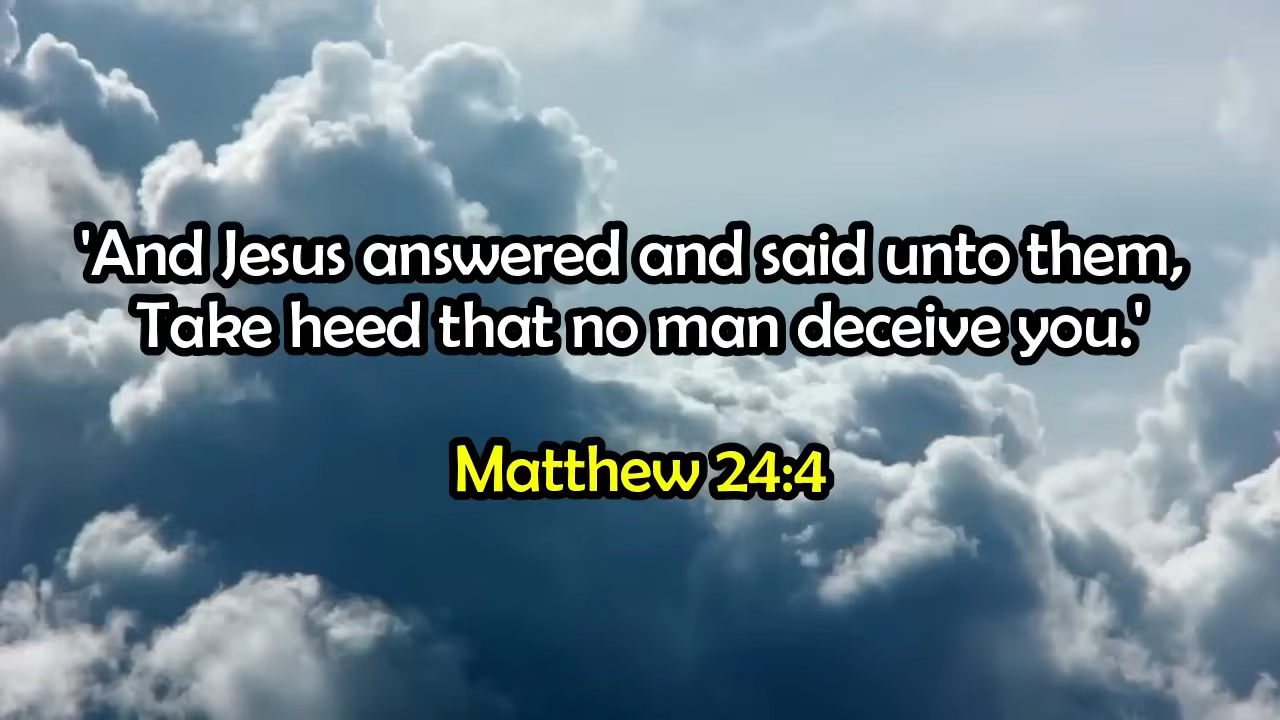 'And Jesus answered and said unto them,
Take heed that no man deceive you.'
Matthew 24:4